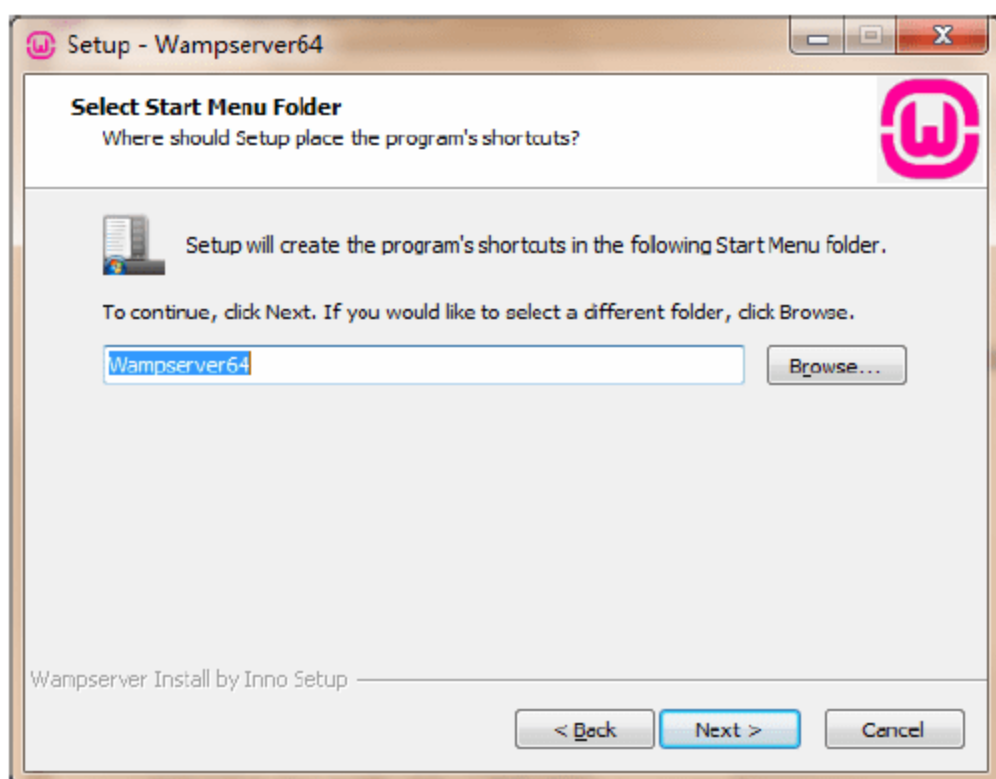 Setup - Wampserver64
Select Start Menu Folder
Where should Setup place the program's shortcuts?
Setup will create the program's shortcuts in the following Start Menu folder.
To continue, click Next. If you would like to select a different folder, click Browse.
Wampserver64
Browse...
Wampserver Install by Inno Setup
< Back
Next >
Cancel